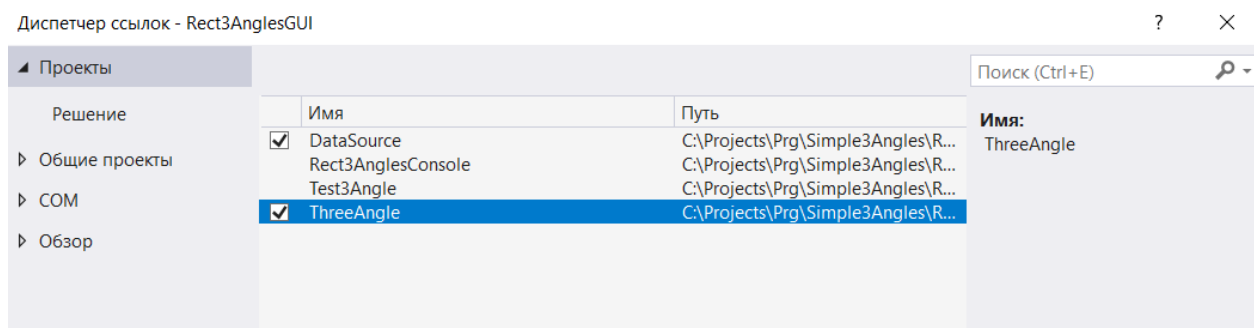 Диспетчер ссылок - Rect3AnglesGUI ?
Проекты
Поиск (Ctrl+E)
Решение
Имя Путь
Имя:
ThreeAngle
DataSource C:\Projects\Prg\Simple3Angles\R...
Общие проекты
Rect3AnglesConsole C:\Projects\Prg\Simple3Angles\R...
Test3Angle C:\Projects\Prg\Simple3Angles\R...
COM
ThreeAngle C:\Projects\Prg\Simple3Angles\R...
Обзор